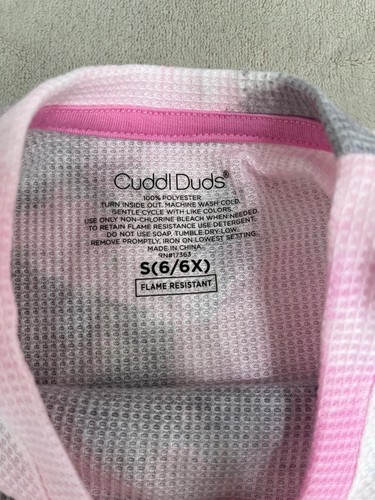 Cuddl Duds®
100% POLYESTER
TURN INSIDE OUT. MACHINE WASH COLD.
GENTLE CYCLE WITH LIKE COLORS.
USE ONLY NON-CHLORINE BLEACH WHEN NEEDED.
TO RETAIN FLAME RESISTANCE USE DETERGENT.
DO NOT USE SOAP. TUMBLE DRY LOW.
REMOVE PROMPTLY. IRON ON LOWEST SETTING.
MADE IN CHINA.
RN#17363
S(6/6X)
FLAME RESISTANT